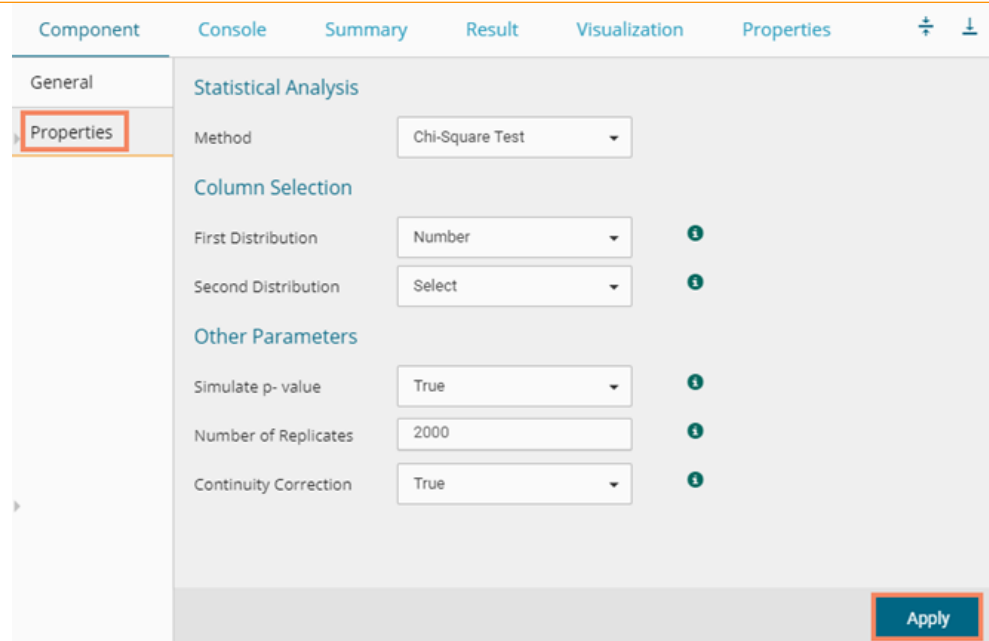 Component Console Summary Result Visualization Properties
General
Properties
Statistical Analysis
Method Chi-Square Test
Column Selection
First Distribution Number
Second Distribution Select
Other Parameters
Simulate p- value True
Number of Replicates 2000
Continuity Correction True
Apply